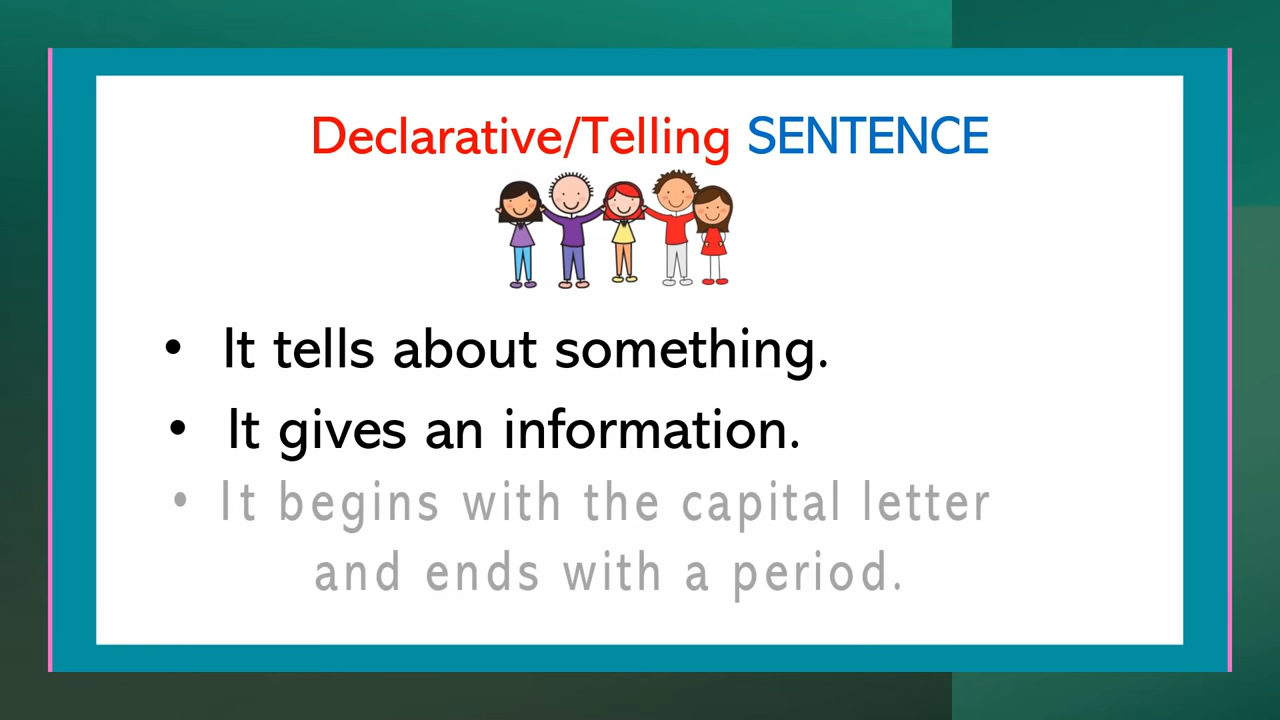 Declarative/Telling SENTENCE
• It tells about something.
• It gives an information.
• It begins with the capital letter
and ends with a period.